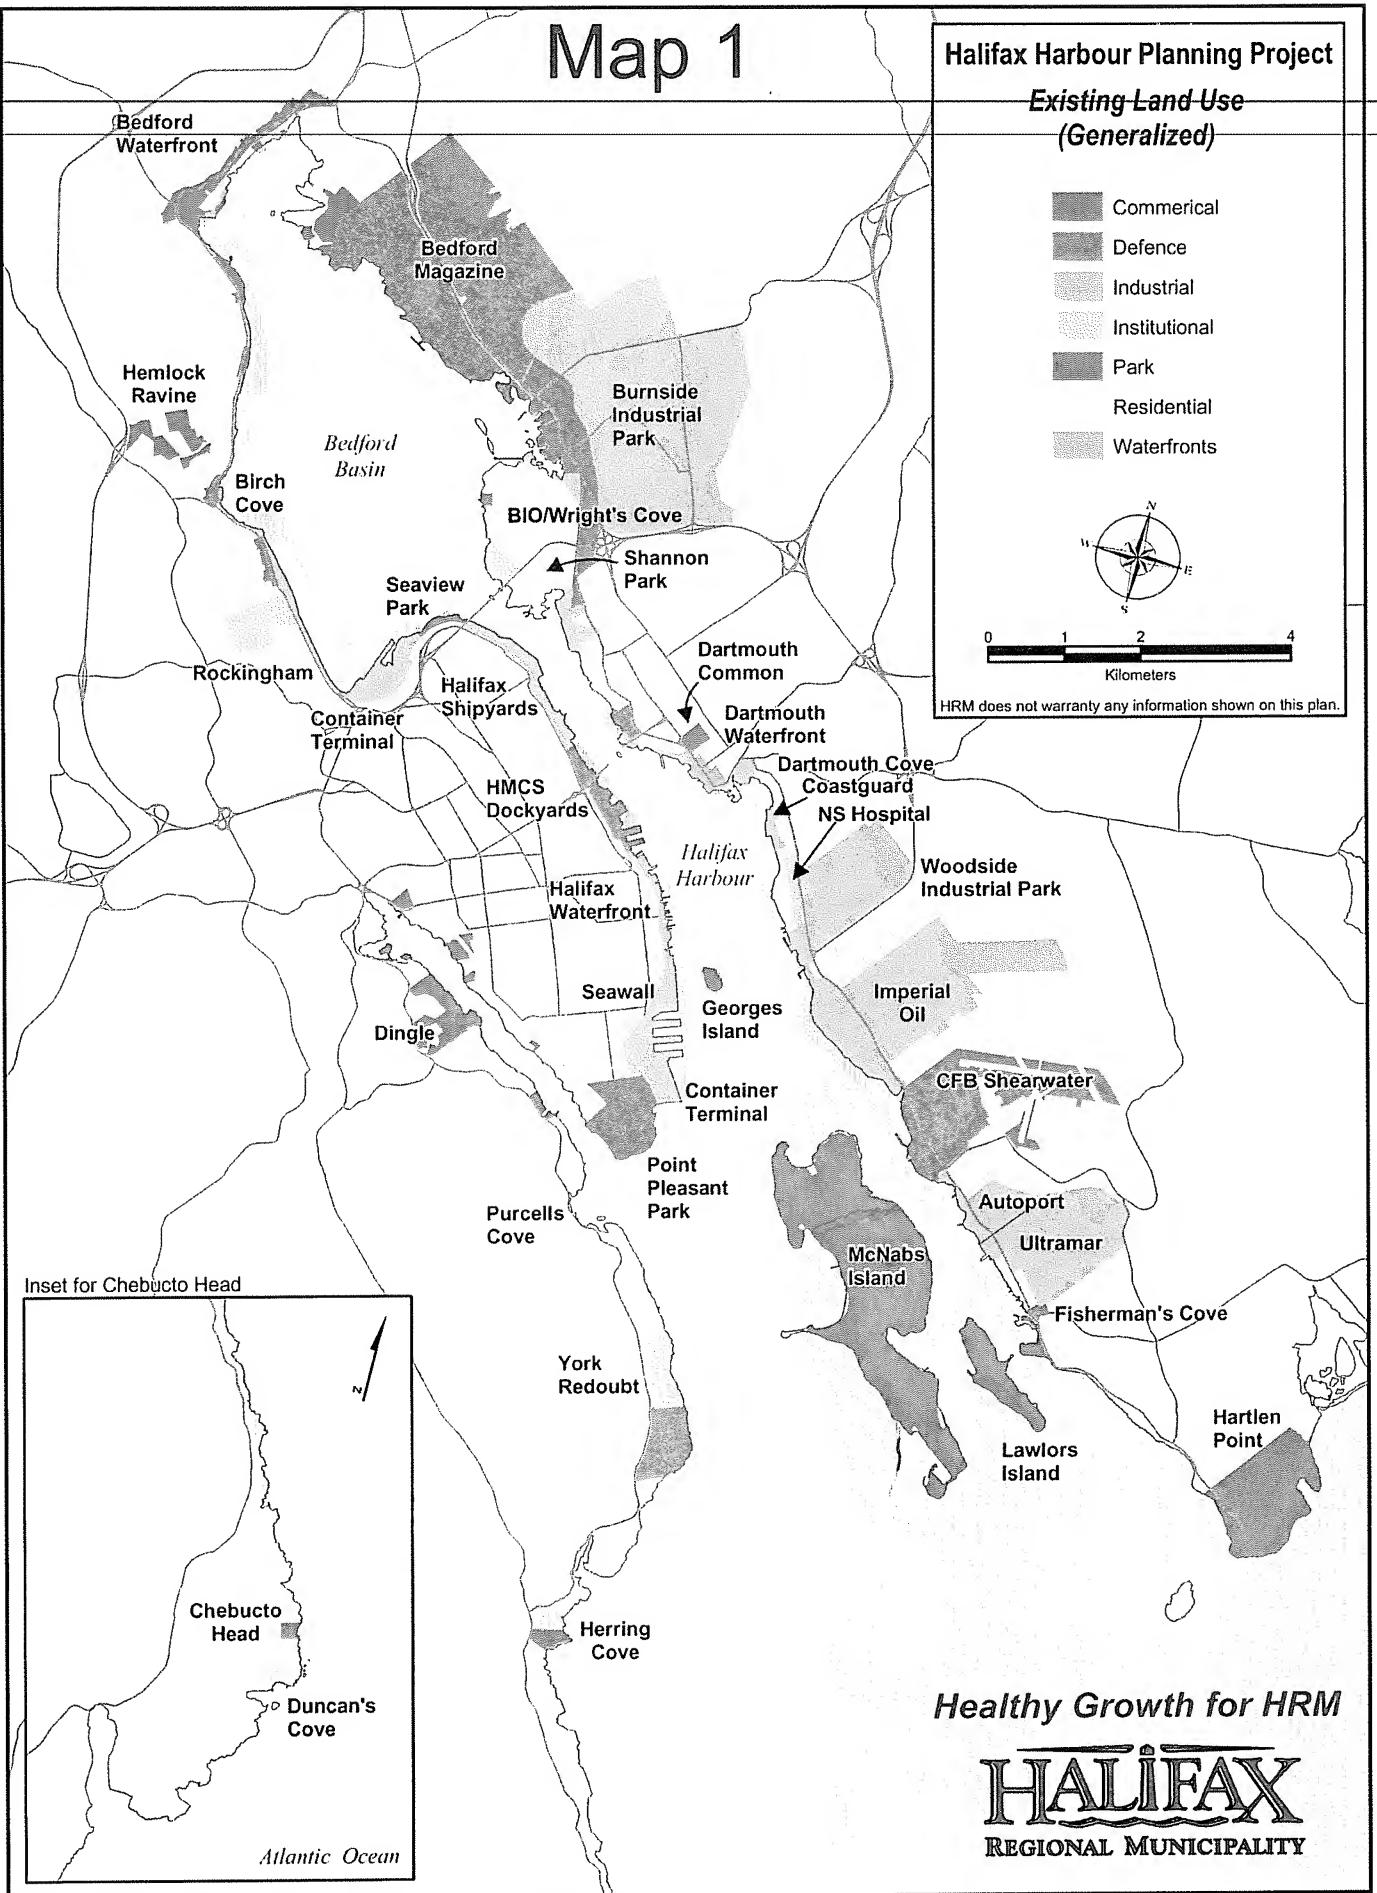 Map 1
Halifax Harbour Planning Project
Existing Land Use
(Generalized)
Commerical
Defence
Industrial
Institutional
Park
Residential
Waterfronts
N
W
E
S
0 1 2 4
Kilometers
HRM does not warranty any information shown on this plan.
Bedford
Waterfront
Bedford
Magazine
Hemlock
Ravine
Burnside
Industrial
Park
Bedford
Basin
Birch
Cove
BIO/Wright's Cove
Shannon
Park
Seaview
Park
Rockingham
Dartmouth
Common
Halifax
Shipyards
Container
Terminal
Dartmouth
Waterfront
Dartmouth Cove
Coastguard
NS Hospital
HMCS
Dockyards
Halifax
Harbour
Woodside
Industrial Park
Halifax
Waterfront
Seawall
Georges
Island
Imperial
Oil
Dingle
CFB Shearwater
Container
Terminal
Point
Pleasant
Park
Purcells
Cove
Autoport
Ultramar
McNabs
Island
Fisherman's Cove
York
Redoubt
Lawlors
Island
Hartlen
Point
Herring
Cove
Inset for Chebucto Head
N
Chebucto
Head
Duncan's
Cove
Atlantic Ocean
Healthy Growth for HRM
HALIFAX
REGIONAL MUNICIPALITY